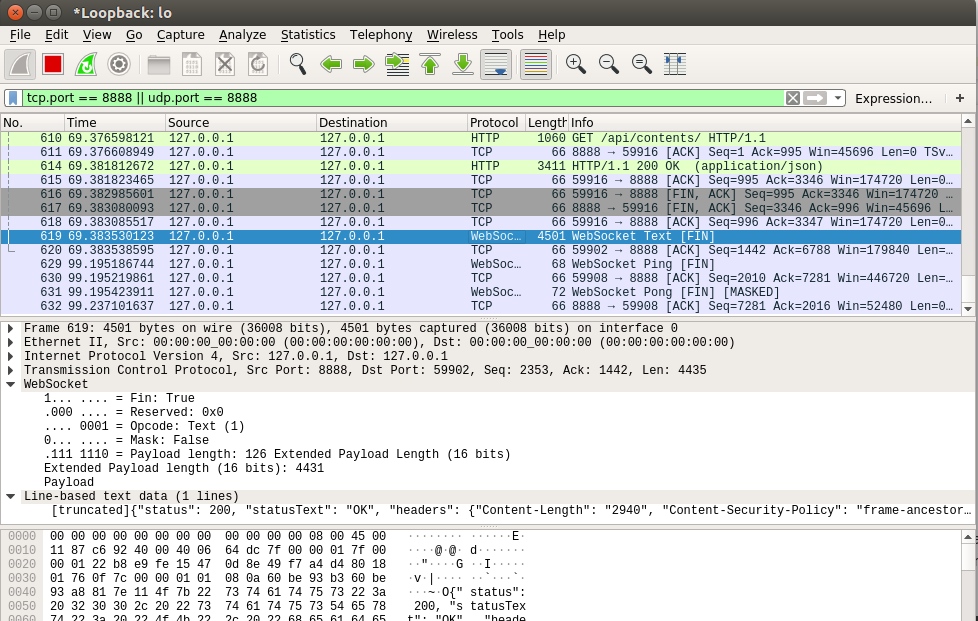 *Loopback: lo
File Edit View Go Capture Analyze Statistics Telephony Wireless Tools Help
tcp.port == 8888 || udp.port == 8888 Expression… +
No. Time Source Destination Protocol Length Info
610 69.376598121 127.0.0.1 127.0.0.1 HTTP 1060 GET /api/contents/ HTTP/1.1
611 69.376608949 127.0.0.1 127.0.0.1 TCP 66 8888 → 59916 [ACK] Seq=1 Ack=995 Win=45696 Len=0 TSv…
614 69.381812672 127.0.0.1 127.0.0.1 HTTP 3411 HTTP/1.1 200 OK (application/json)
615 69.381823465 127.0.0.1 127.0.0.1 TCP 66 59916 → 8888 [ACK] Seq=995 Ack=3346 Win=174720 Len=0…
616 69.382985601 127.0.0.1 127.0.0.1 TCP 66 59916 → 8888 [FIN, ACK] Seq=995 Ack=3346 Win=174720 …
617 69.383080093 127.0.0.1 127.0.0.1 TCP 66 8888 → 59916 [FIN, ACK] Seq=3346 Ack=996 Win=45696 L…
618 69.383085517 127.0.0.1 127.0.0.1 TCP 66 59916 → 8888 [ACK] Seq=996 Ack=3347 Win=174720 Len=0…
619 69.383530123 127.0.0.1 127.0.0.1 WebSoc… 4501 WebSocket Text [FIN]
620 69.383538595 127.0.0.1 127.0.0.1 TCP 66 59902 → 8888 [ACK] Seq=1442 Ack=6788 Win=179840 Len=…
629 99.195186744 127.0.0.1 127.0.0.1 WebSoc… 68 WebSocket Ping [FIN]
630 99.195219861 127.0.0.1 127.0.0.1 TCP 66 59908 → 8888 [ACK] Seq=2010 Ack=7281 Win=446720 Len=…
631 99.195423911 127.0.0.1 127.0.0.1 WebSoc… 72 WebSocket Pong [FIN] [MASKED]
632 99.237101637 127.0.0.1 127.0.0.1 TCP 66 8888 → 59908 [ACK] Seq=7281 Ack=2016 Win=52480 Len=0…
Frame 619: 4501 bytes on wire (36008 bits), 4501 bytes captured (36008 bits) on interface 0
Ethernet II, Src: 00:00:00_00:00:00 (00:00:00:00:00:00), Dst: 00:00:00_00:00:00 (00:00:00:00:00:00)
Internet Protocol Version 4, Src: 127.0.0.1, Dst: 127.0.0.1
Transmission Control Protocol, Src Port: 8888, Dst Port: 59902, Seq: 2353, Ack: 1442, Len: 4435
WebSocket
1... .... = Fin: True
.000 .... = Reserved: 0x0
.... 0001 = Opcode: Text (1)
0... .... = Mask: False
.111 1110 = Payload length: 126 Extended Payload Length (16 bits)
Extended Payload length (16 bits): 4431
Payload
Line-based text data (1 lines)
[truncated]{"status": 200, "statusText": "OK", "headers": {"Content-Length": "2940", "Content-Security-Policy": "frame-ancestor…
0000 00 00 00 00 00 00 00 00 00 00 00 00 08 00 45 00 ········ ······E·
0010 11 87 c6 92 40 00 40 06 64 dc 7f 00 00 01 7f 00 ····@·@· d·······
0020 00 01 22 b8 e9 fe 15 47 0d 8e 49 f7 a4 d4 80 18 ··"····G ··I·····
0030 01 76 0f 7c 00 00 01 01 08 0a 60 be 93 b3 60 be ·v·|···· ··`···`·
0040 93 a8 81 7e 11 4f 7b 22 73 74 61 74 75 73 22 3a ···~·O{" status":
0050 20 32 30 30 2c 20 22 73 74 61 74 75 73 54 65 78 200, "s tatusTex
0060 74 22 3a 20 22 4f 4b 22 2c 20 22 68 65 61 64 65 t": "OK" , "heade